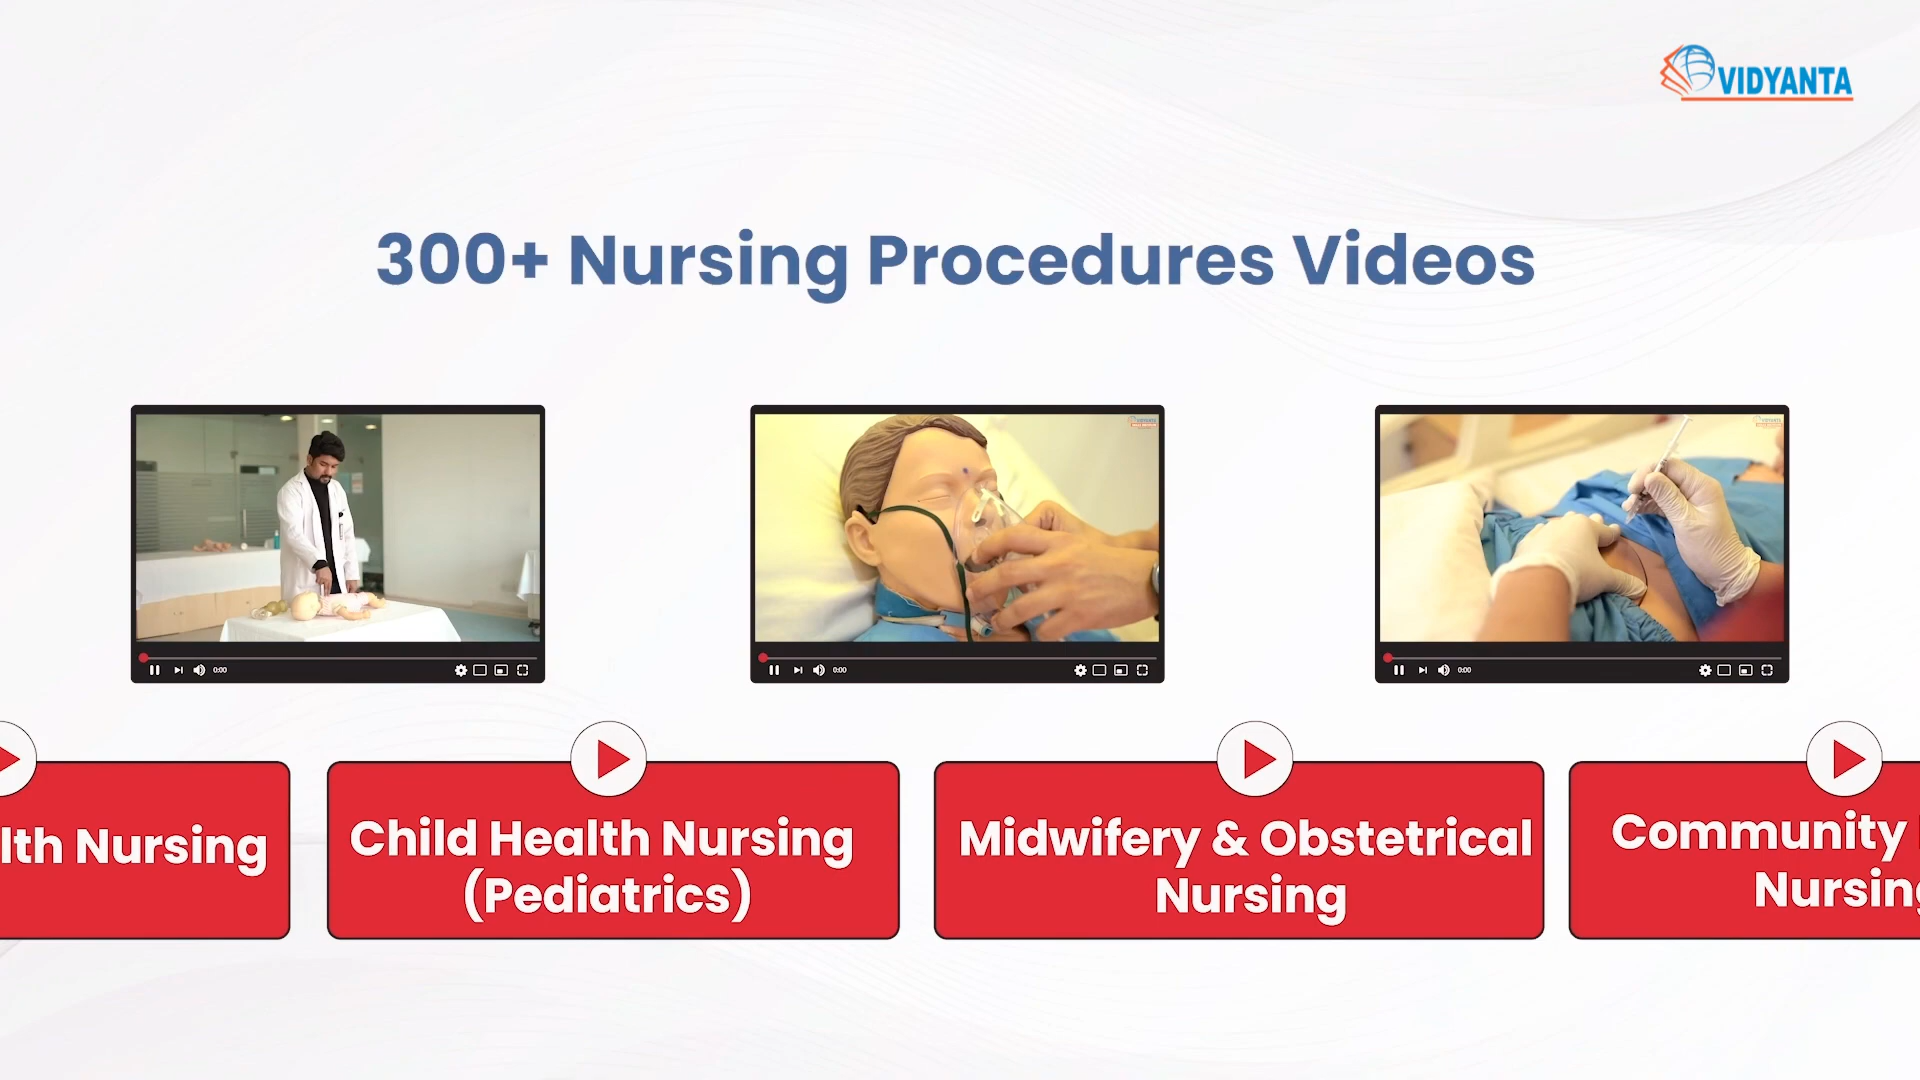 VIDYANTA
300+ Nursing Procedures Videos
0:00
0:00
0:00
lth Nursing
Child Health Nursing
(Pediatrics)
Midwifery & Obstetrical
Nursing
Community
Nursing